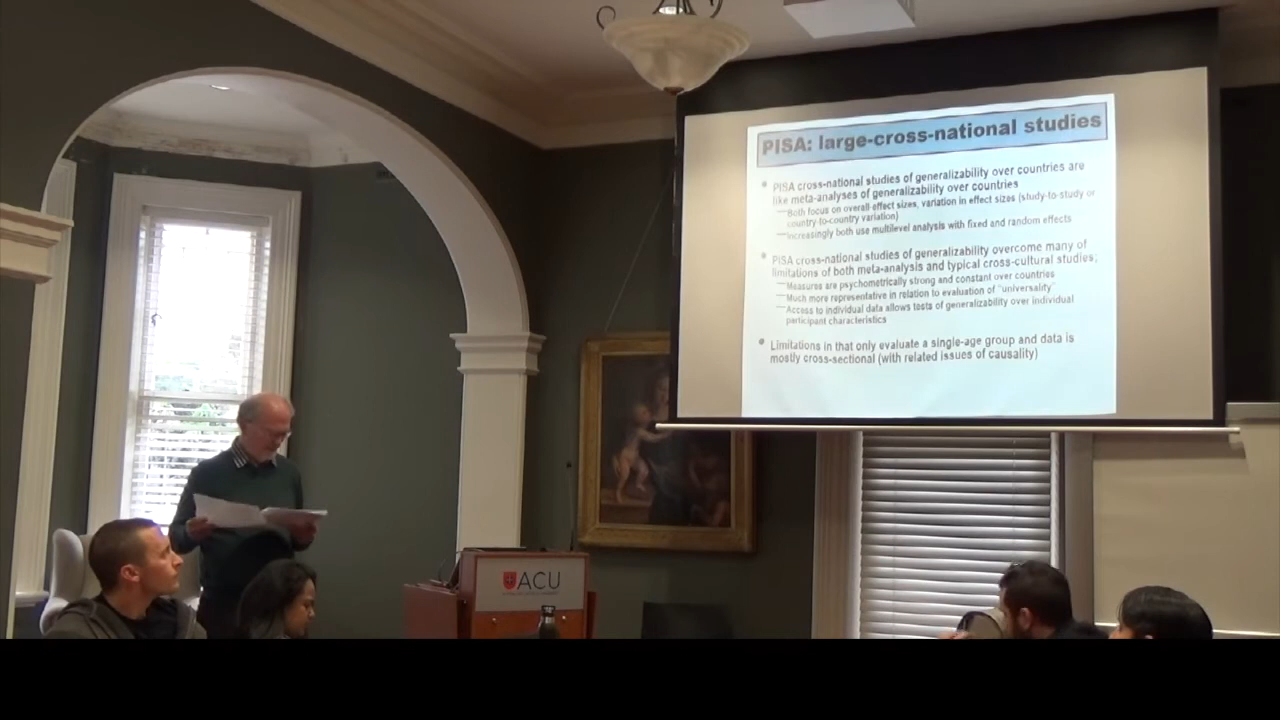 PISA: large-cross-national studies
PISA cross-national studies of generalizability over countries are
like meta-analyses of generalizability over countries
Both focus on overall-effect sizes, variation in effect sizes (study-to-study or
country-to-country variation)
Increasingly both use multilevel analysis with fixed and random effects
PISA cross-national studies of generalizability overcome many of
limitations of both meta-analysis and typical cross-cultural studies;
Measures are psychometrically strong and constant over countries
Much more representative in relation to evaluation of "universality"
Access to individual data allows tests of generalizability over individual
participant characteristics
Limitations in that only evaluate a single-age group and data is
mostly cross-sectional (with related issues of causality)
ACU